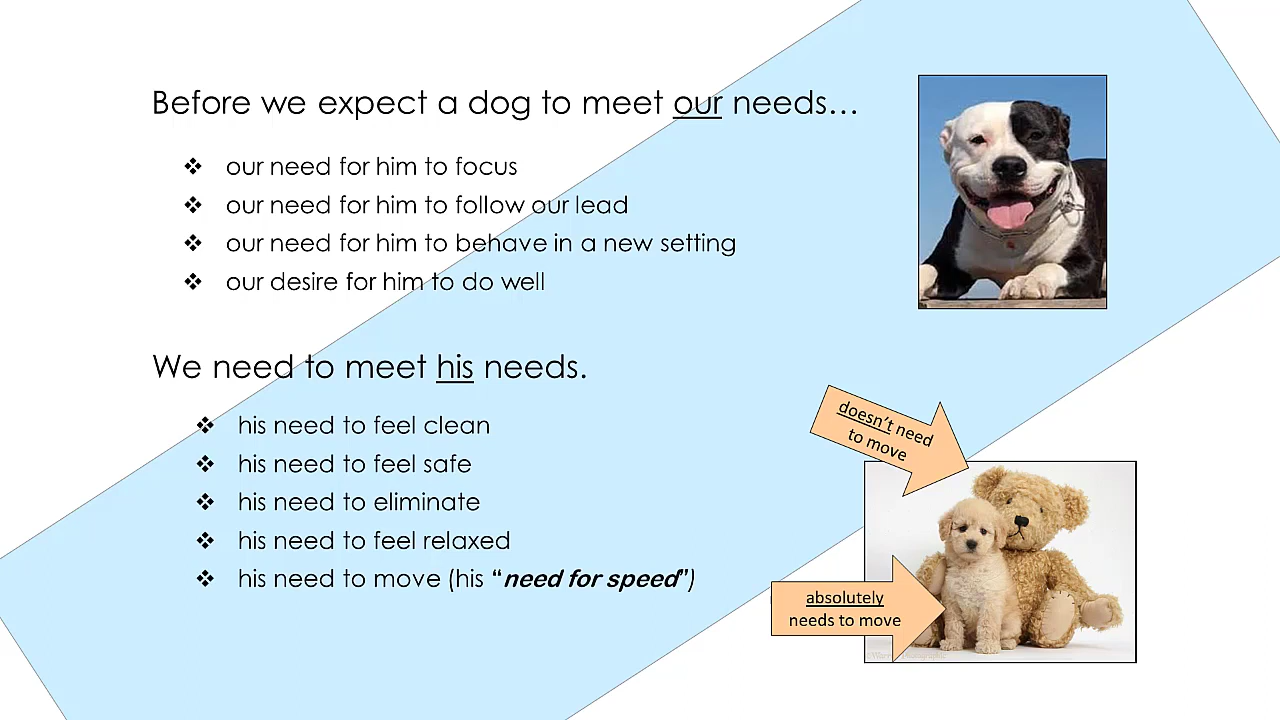 Before we expect a dog to meet our needs…
❖ our need for him to focus
❖ our need for him to follow our lead
❖ our need for him to behave in a new setting
❖ our desire for him to do well
We need to meet his needs.
❖ his need to feel clean
❖ his need to feel safe
❖ his need to eliminate
❖ his need to feel relaxed
❖ his need to move (his “need for speed”)
doesn’t need
to move
absolutely
needs to move